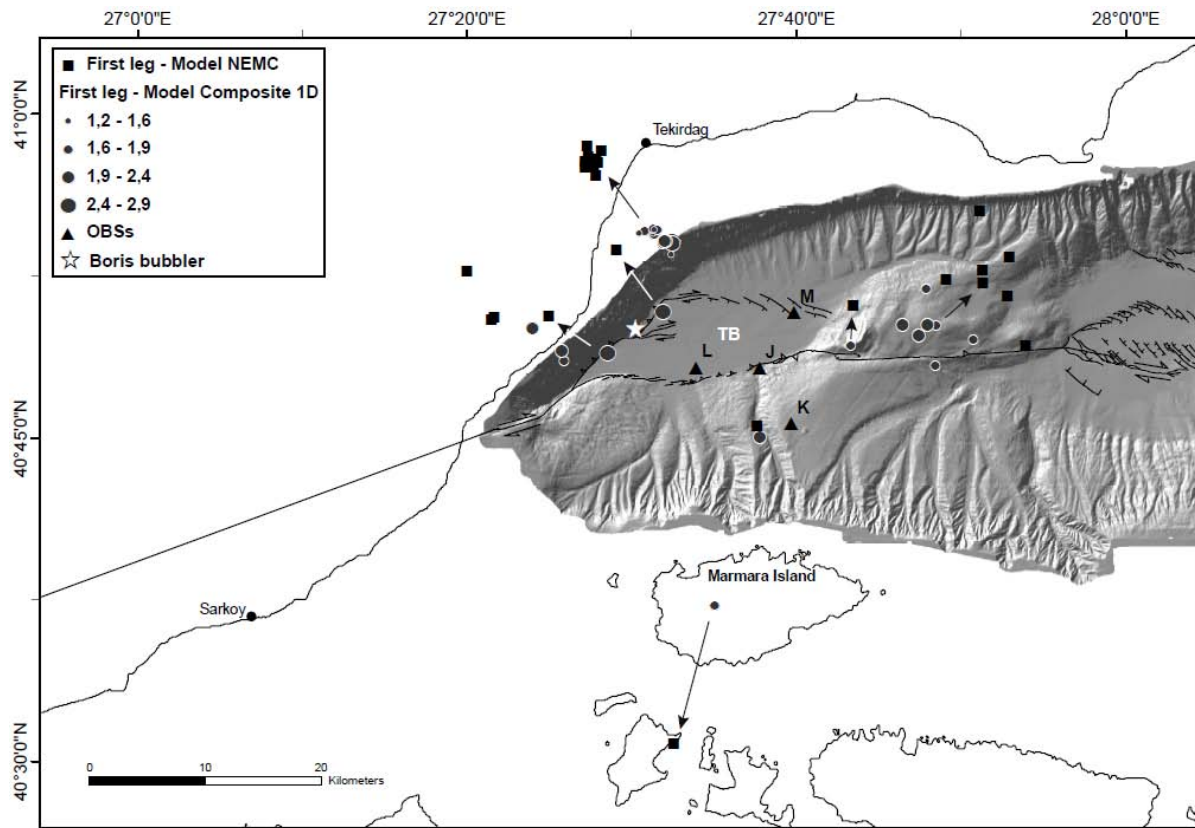 27°0'0"E 27°20'0"E 27°40'0"E 28°0'0"E
First leg - Model NEMC
First leg - Model Composite 1D
1,2 - 1,6
1,6 - 1,9
1,9 - 2,4
2,4 - 2,9
OBSs
Boris bubbler
41°0'0"N
Tekirdag
M
TB
L J
K
40°45'0"N
Marmara Island
Sarkoy
40°30'0"N
0 10 20
Kilometers